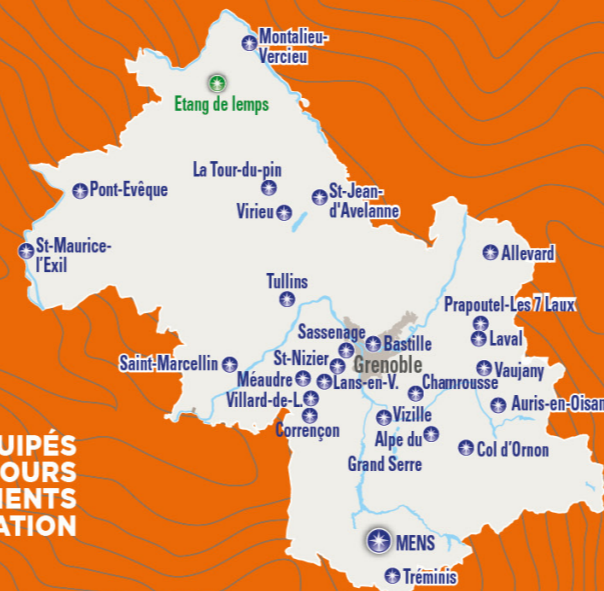 Montalieu-
Vercieu
Etang de lemps
La Tour-du-pin
Pont-Evêque
St-Jean-
d'Avelanne
Virieu
St-Maurice-
l'Exil
Allevard
Tullins
Prapoutel-Les 7 Laux
Sassenage
Bastille
Laval
St-Nizier
Grenoble
Saint-Marcellin
Vaujany
Méaudre
Lans-en-V.
Chamrousse
Villard-de-L.
Auris-en-Oisan
Corrençon
Vizille
Alpe du
Grand Serre
Col d'Ornon
UIPÉS
OURS
IENTS
ATION
MENS
Tréminis